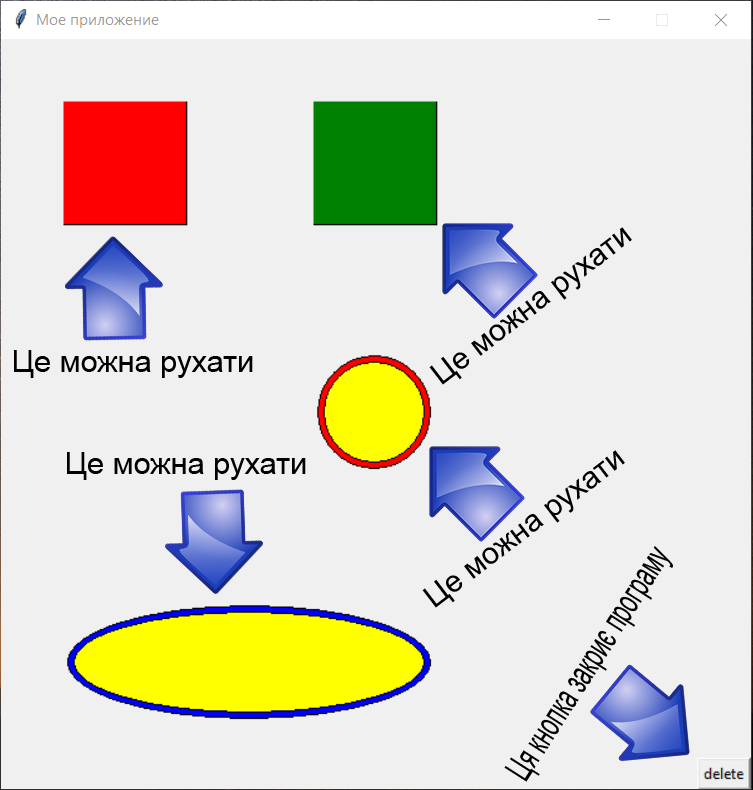 Мое приложение
Це можна рухати
Це можна рухати
Це можна рухати
Це можна рухати
Ця кнопка закриє програму
delete